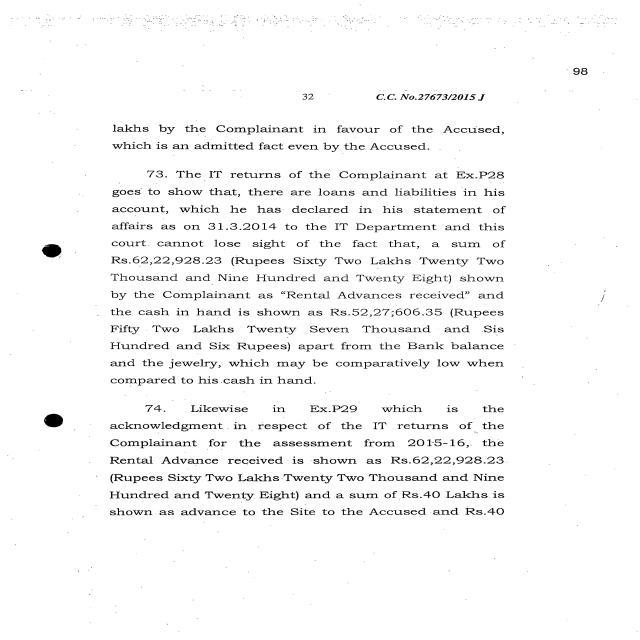 98
32 C.C. No.27673/2015 J
lakhs by the Complainant in favour of the Accused,
which is an admitted fact even by the Accused.
73. The IT returns of the Complainant at Ex.P28
goes to show that, there are loans and liabilities in his
account, which he has declared in his statement of
affairs as on 31.3.2014 to the IT Department and this
court cannot lose sight of the fact that, a sum of
Rs.62,22,928.23 (Rupees Sixty Two Lakhs Twenty Two
Thousand and Nine Hundred and Twenty Eight) shown
by the Complainant as “Rental Advances received” and
the cash in hand is shown as Rs.52,27;606.35 (Rupees
Fifty Two Lakhs Twenty Seven Thousand and Sis
Hundred and Six Rupees) apart from the Bank balance
and the jewelry, which may be comparatively low when
compared to his cash in hand.
74. Likewise in Ex.P29 which is the
acknowledgment in respect of the IT returns of the
Complainant for the assessment from 2015-16, the
Rental Advance received is shown as Rs.62,22,928.23
(Rupees Sixty Two Lakhs Twenty Two Thousand and Nine
Hundred and Twenty Eight) and a sum of Rs.40 Lakhs is
shown as advance to the Site to the Accused and Rs.40